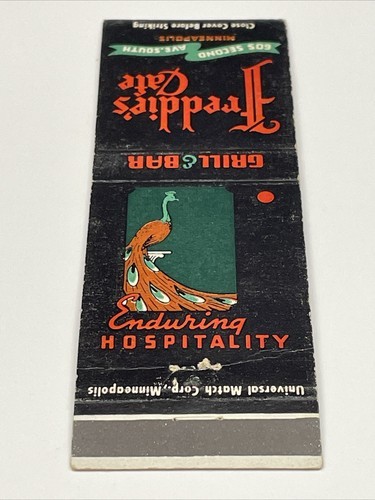 Close Cover Before Striking
MINNEAPOLIS
605 SECOND AVE. SOUTH
Freddie's
Cafe
GRILL & BAR
Enduring
HOSPITALITY
Universal Match Corp., Minneapolis